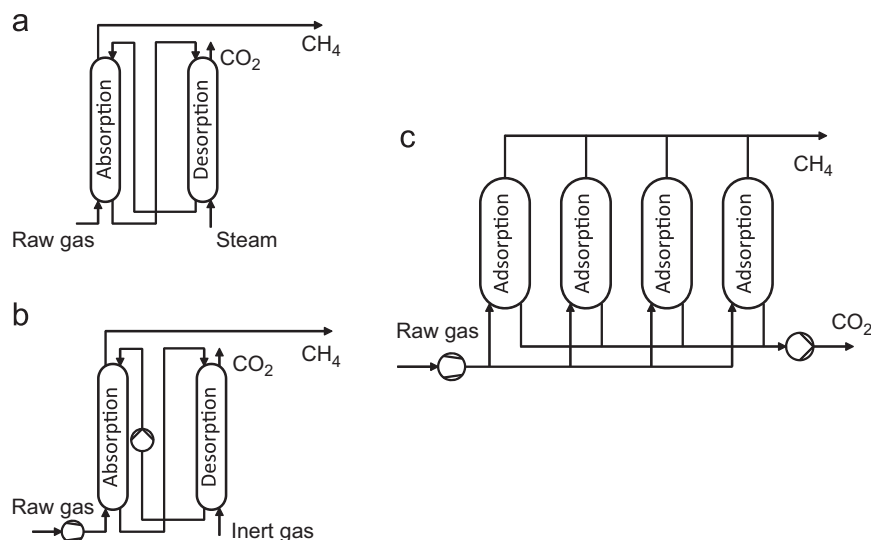 a
CH₄
CO₂
Absorption
Desorption
Raw gas
Steam
b
CH₄
CO₂
Absorption
Desorption
Raw gas
Inert gas
c
CH₄
Adsorption
Adsorption
Adsorption
Adsorption
Raw gas
CO₂